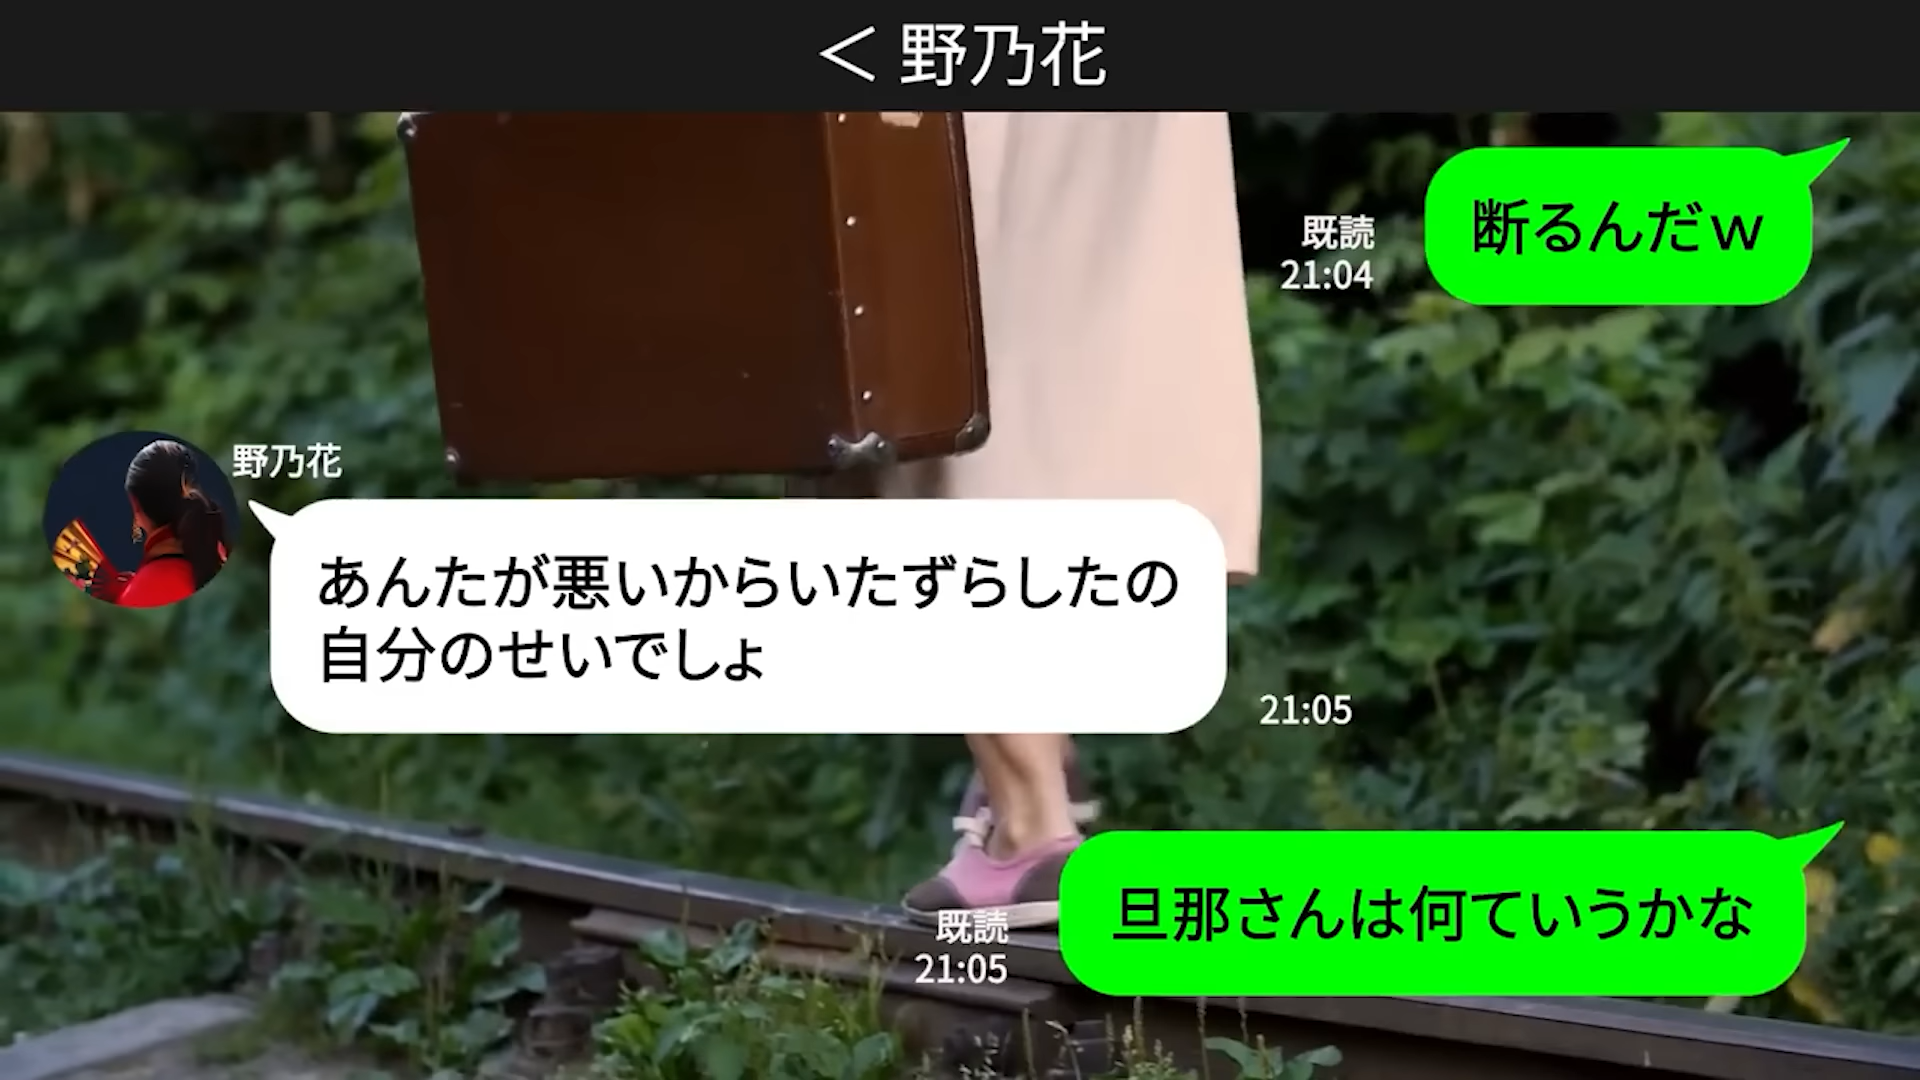 ＜ 野乃花
断るんだｗ
既読
21:04
野乃花
あんたが悪いからいたずらしたの
自分のせいでしょ
21:05
旦那さんは何ていうかな
既読
21:05